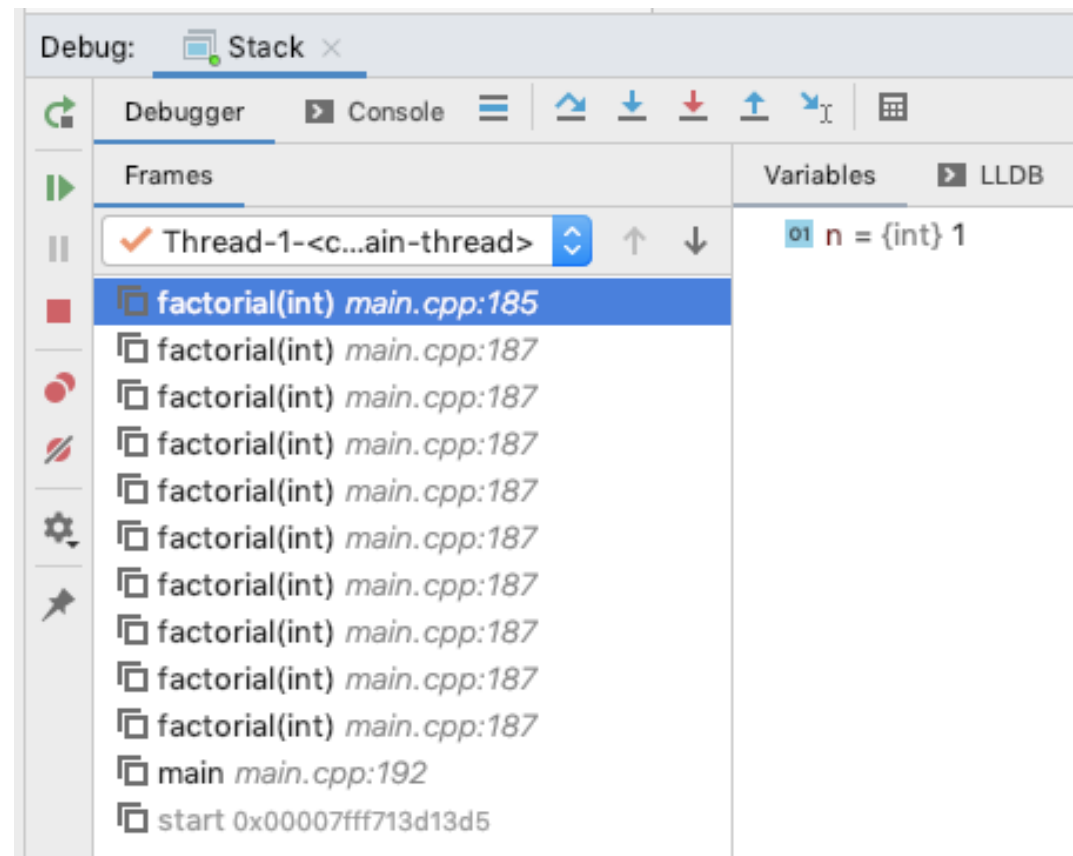 Debug: Stack
Debugger Console
Frames
Variables LLDB
Thread-1-<c...ain-thread>
01 n = {int} 1
factorial(int) main.cpp:185
factorial(int) main.cpp:187
factorial(int) main.cpp:187
factorial(int) main.cpp:187
factorial(int) main.cpp:187
factorial(int) main.cpp:187
factorial(int) main.cpp:187
factorial(int) main.cpp:187
factorial(int) main.cpp:187
factorial(int) main.cpp:187
main main.cpp:192
start 0x00007fff713d13d5